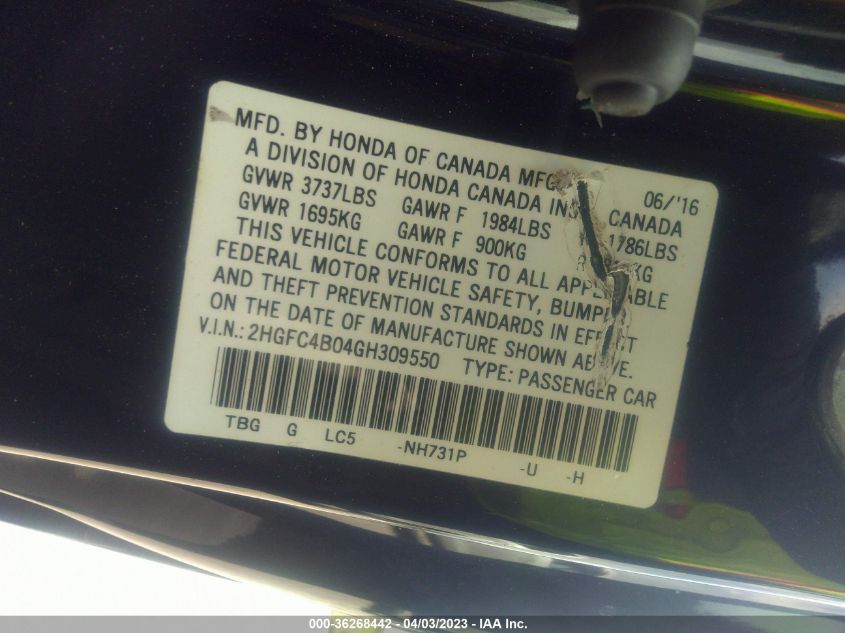 MFD. BY HONDA OF CANADA MFG. 06/'16
A DIVISION OF HONDA CANADA CANADA
GVWR 3737LBS GAWR F 1984LBS 1786LBS
GVWR 1695KG GAWR F 900KG KG
THIS VEHICLE CONFORMS TO ALL
FEDERAL MOTOR VEHICLE SAFETY,
AND THEFT PREVENTION STANDARDS IN EFFECT
ON THE DATE OF MANUFACTURE SHOWN
V.I.N.: 2HGFC4B04GH309550 TYPE: PASSENGER CAR
TBG G LC5 -NH731P -U -H
000-36268442 - 04/03/2023 - IAA Inc.